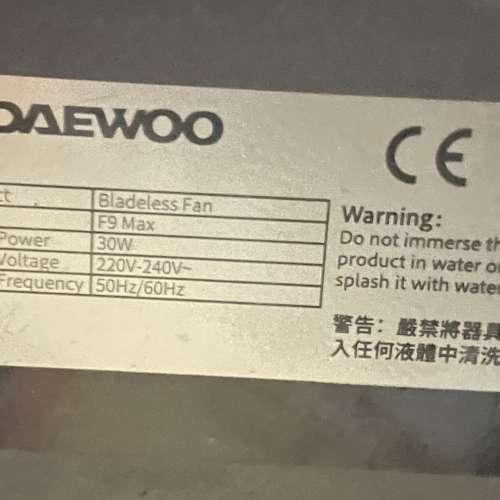 DAEWOO
CE
ct Bladeless Fan
F9 Max
Power 30W
Voltage 220V-240V~
Frequency 50Hz/60Hz
Warning:
Do not immerse th
product in water or
splash it with water
警告：嚴禁將器具
入任何液體中清洗